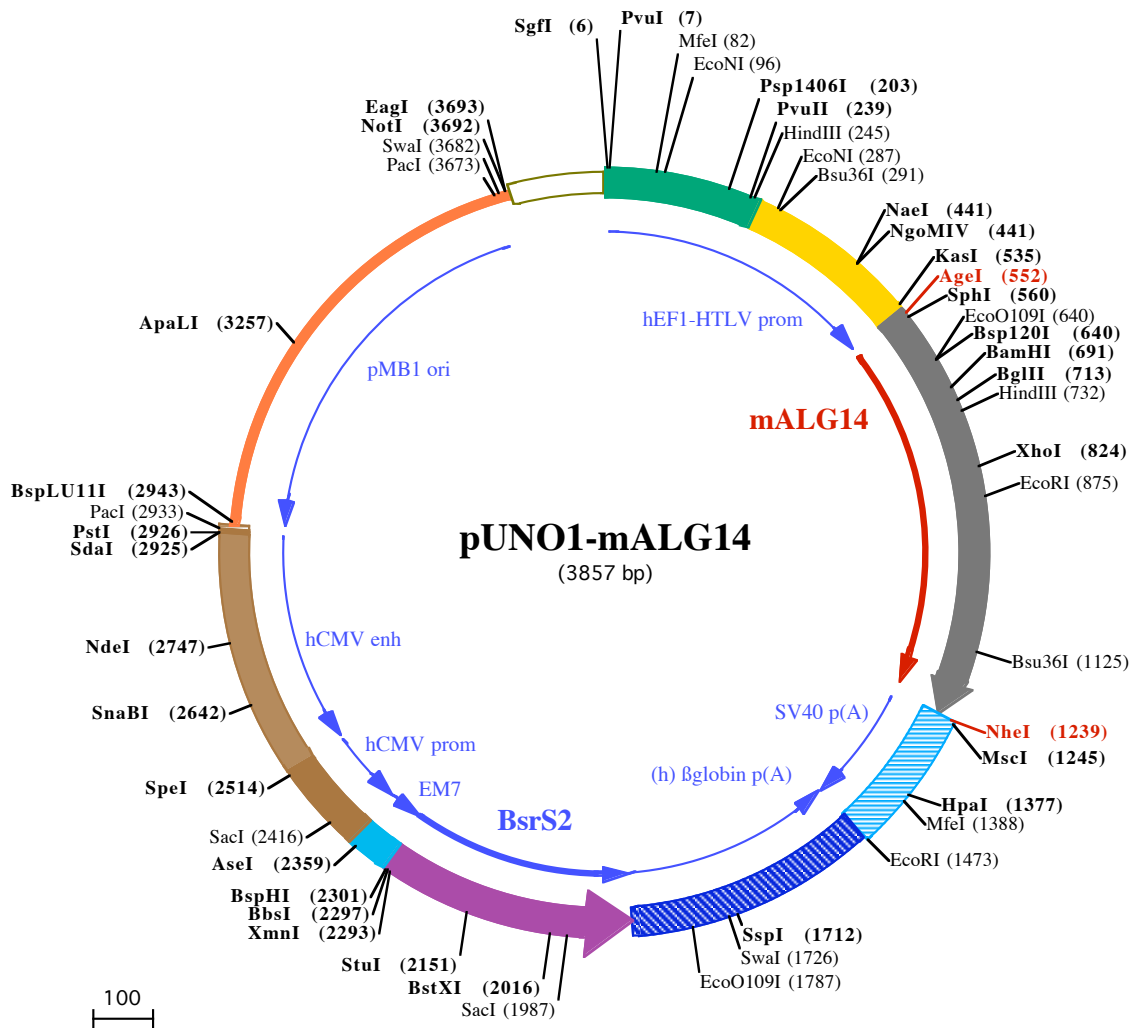 SgfI (6)
PvuI (7)
MfeI (82)
EcoNI (96)
Psp1406I (203)
PvuII (239)
HindIII (245)
EcoNI (287)
Bsu36I (291)
NaeI (441)
NgoMIV (441)
KasI (535)
AgeI (552)
SphI (560)
EcoO109I (640)
Bsp120I (640)
BamHI (691)
BglII (713)
HindIII (732)
XhoI (824)
EcoRI (875)
Bsu36I (1125)
NheI (1239)
MscI (1245)
HpaI (1377)
MfeI (1388)
EcoRI (1473)
SspI (1712)
SwaI (1726)
EcoO109I (1787)
SacI (1987)
BstXI (2016)
StuI (2151)
XmnI (2293)
BbsI (2297)
BspHI (2301)
AseI (2359)
SacI (2416)
SpeI (2514)
SnaBI (2642)
NdeI (2747)
SdaI (2925)
PstI (2926)
PacI (2933)
BspLU11I (2943)
ApaLI (3257)
PacI (3673)
SwaI (3682)
NotI (3692)
EagI (3693)
hEF1-HTLV prom
mALG14
SV40 p(A)
(h) ßglobin p(A)
BsrS2
EM7
hCMV prom
hCMV enh
pMB1 ori
pUNO1-mALG14
(3857 bp)
100